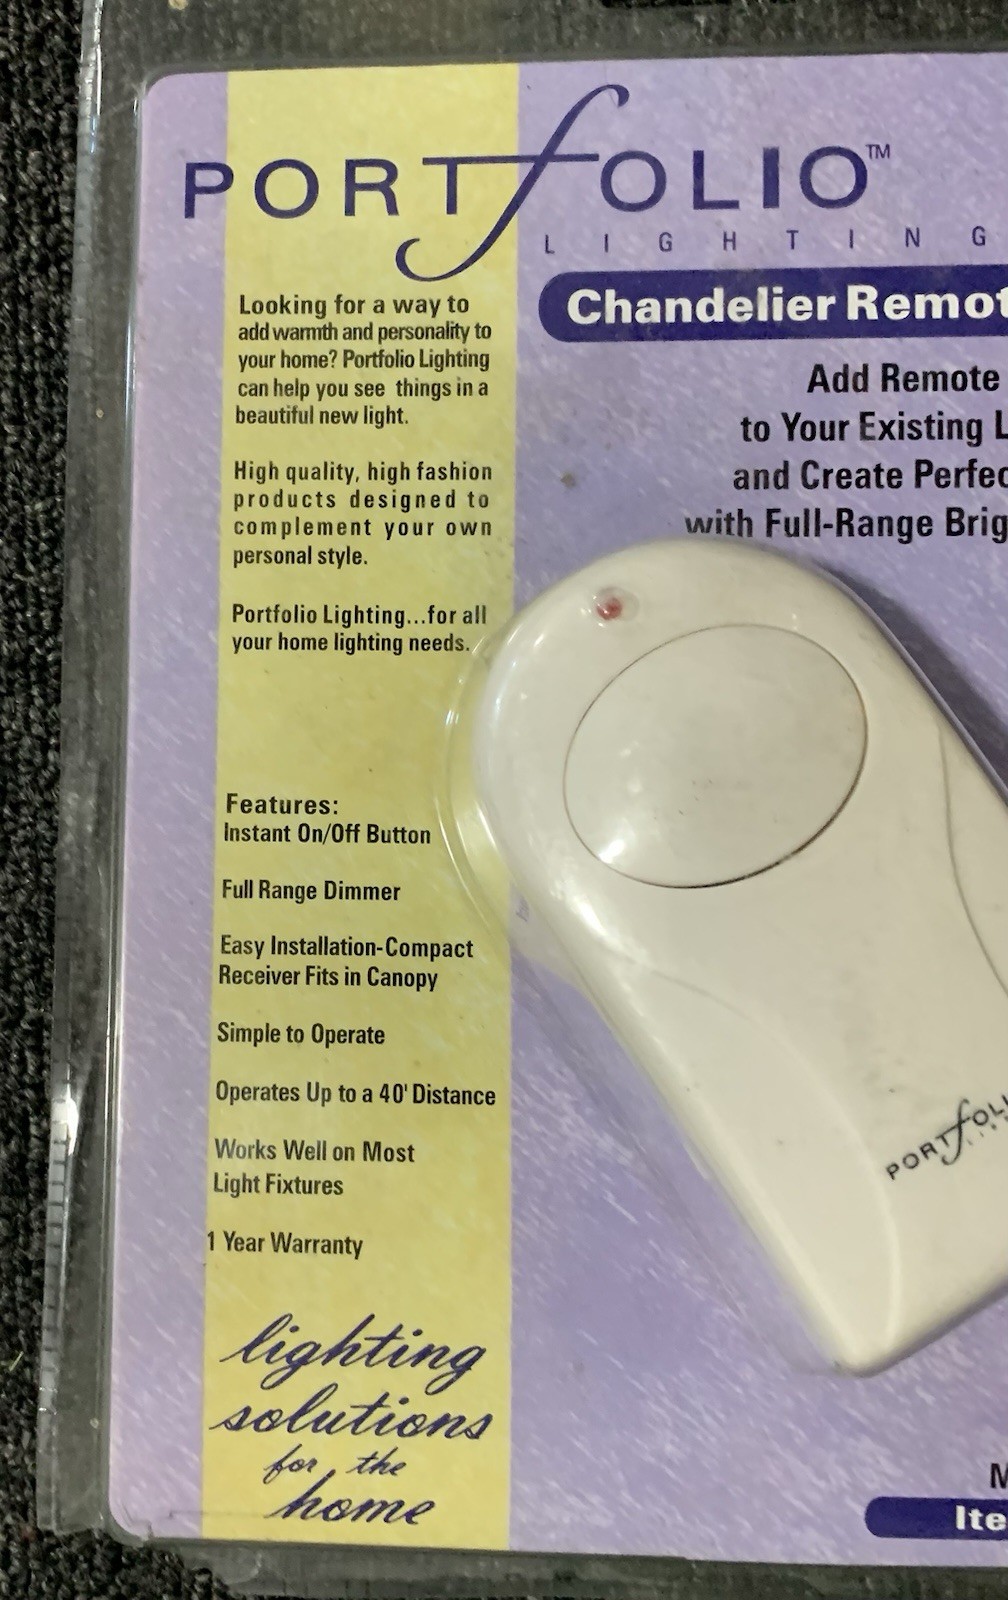 PORTFOLIO™
LIGHTING
Chandelier
Looking for a way to
add warmth and personality to
your home? Portfolio Lighting
can help you see things in a
beautiful new light.
High quality, high fashion
products designed to
complement your own
personal style.
Portfolio Lighting...for all
your home lighting needs.
Features:
Instant On/Off Button
Full Range Dimmer
Easy Installation-Compact
Receiver Fits in Canopy
Simple to Operate
Operates Up to a 40' Distance
Works Well on Most
Light Fixtures
1 Year Warranty
lighting
solutions
for the
home
Add Remote
to Your Existing
and Create
with Full-Range